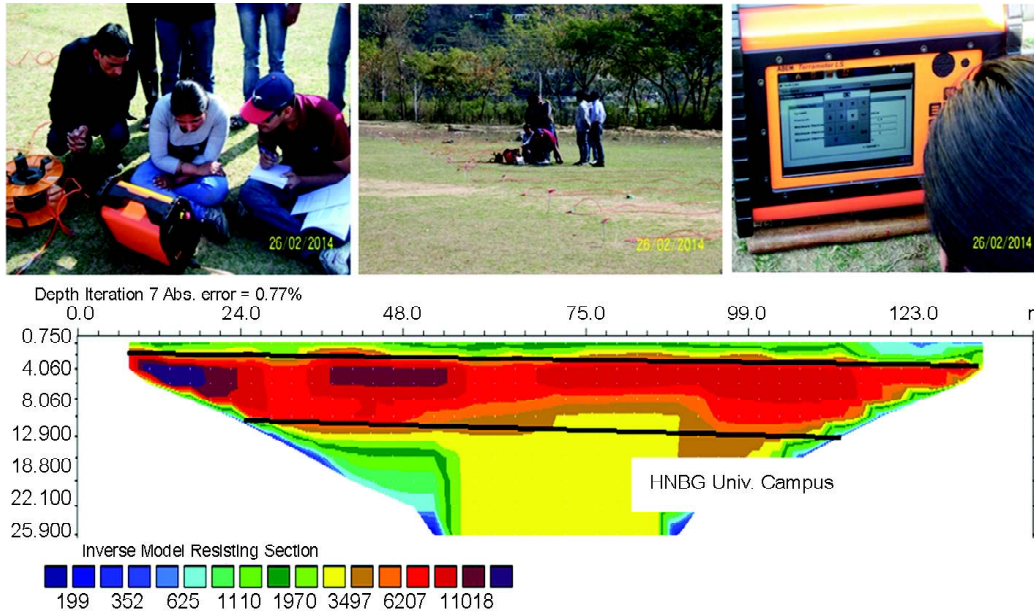 ABEM Terrameter LS
26/02/2014
26/02/2014
26/02/2014
Depth Iteration 7 Abs. error = 0.77%
0.0 24.0 48.0 75.0 99.0 123.0
0.750
4.060
8.060
12.900
18.800
22.100
25.900
HNBG Univ. Campus
Inverse Model Resisting Section
199 352 625 1110 1970 3497 6207 11018